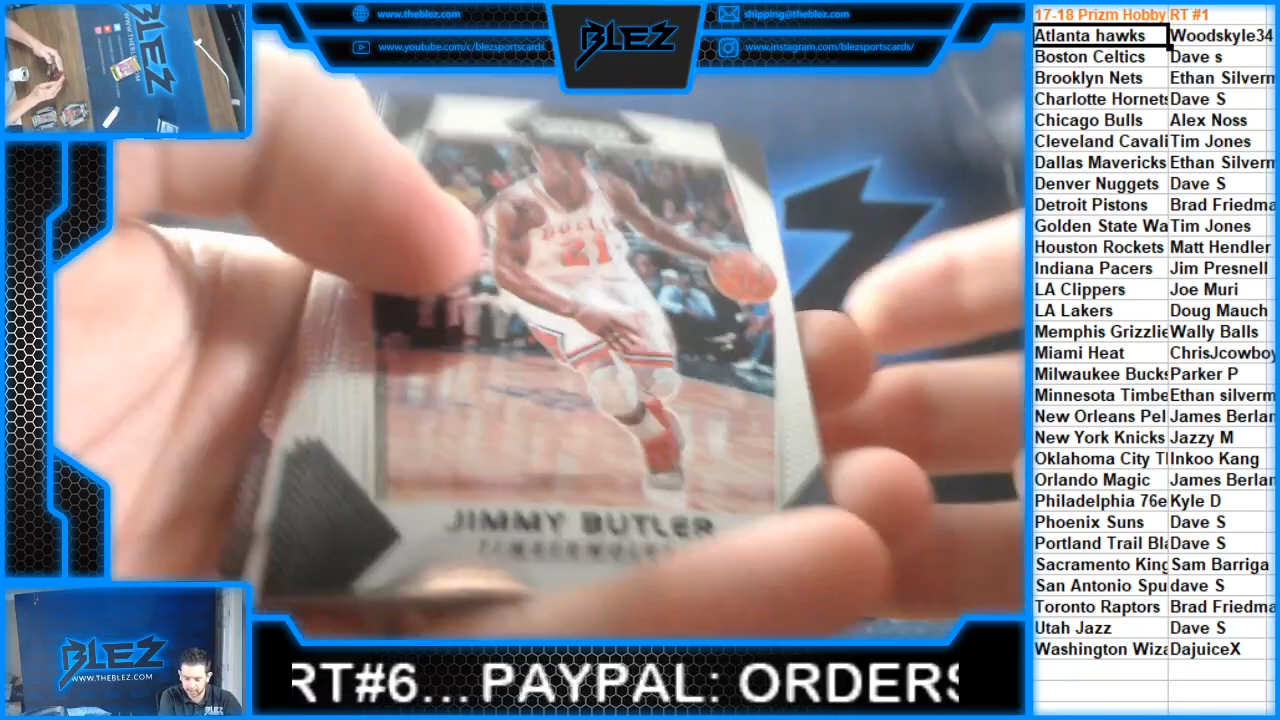 www.theblez.com
shipping@theblez.com
www.youtube.com/c/blezsportscards
www.instagram.com/blezsportscards/
BLEZ
WWW.THEBLEZ.COM
BULLS
21
JIMMY BUTLER
TIMBERWOLVES
BLEZ
WWW.THEBLEZ.COM
RT#6... PAYPAL: ORDERS
17-18 Prizm Hobby RT #1
Atlanta hawks Woodskyle34
Boston Celtics Dave s
Brooklyn Nets Ethan Silverm
Charlotte Hornets Dave S
Chicago Bulls Alex Noss
Cleveland Cavali Tim Jones
Dallas Mavericks Ethan Silverm
Denver Nuggets Dave S
Detroit Pistons Brad Friedma
Golden State Wa Tim Jones
Houston Rockets Matt Hendler
Indiana Pacers Jim Presnell
LA Clippers Joe Muri
LA Lakers Doug Mauch
Memphis Grizzlie Wally Balls
Miami Heat ChrisJcowboy
Milwaukee Bucks Parker P
Minnesota Timbe Ethan silverm
New Orleans Pel James Berlan
New York Knicks Jazzy M
Oklahoma City T Inkoo Kang
Orlando Magic James Berlan
Philadelphia 76e Kyle D
Phoenix Suns Dave S
Portland Trail Bla Dave S
Sacramento King Sam Barriga
San Antonio Spu dave S
Toronto Raptors Brad Friedma
Utah Jazz Dave S
Washington Wiza DajuiceX